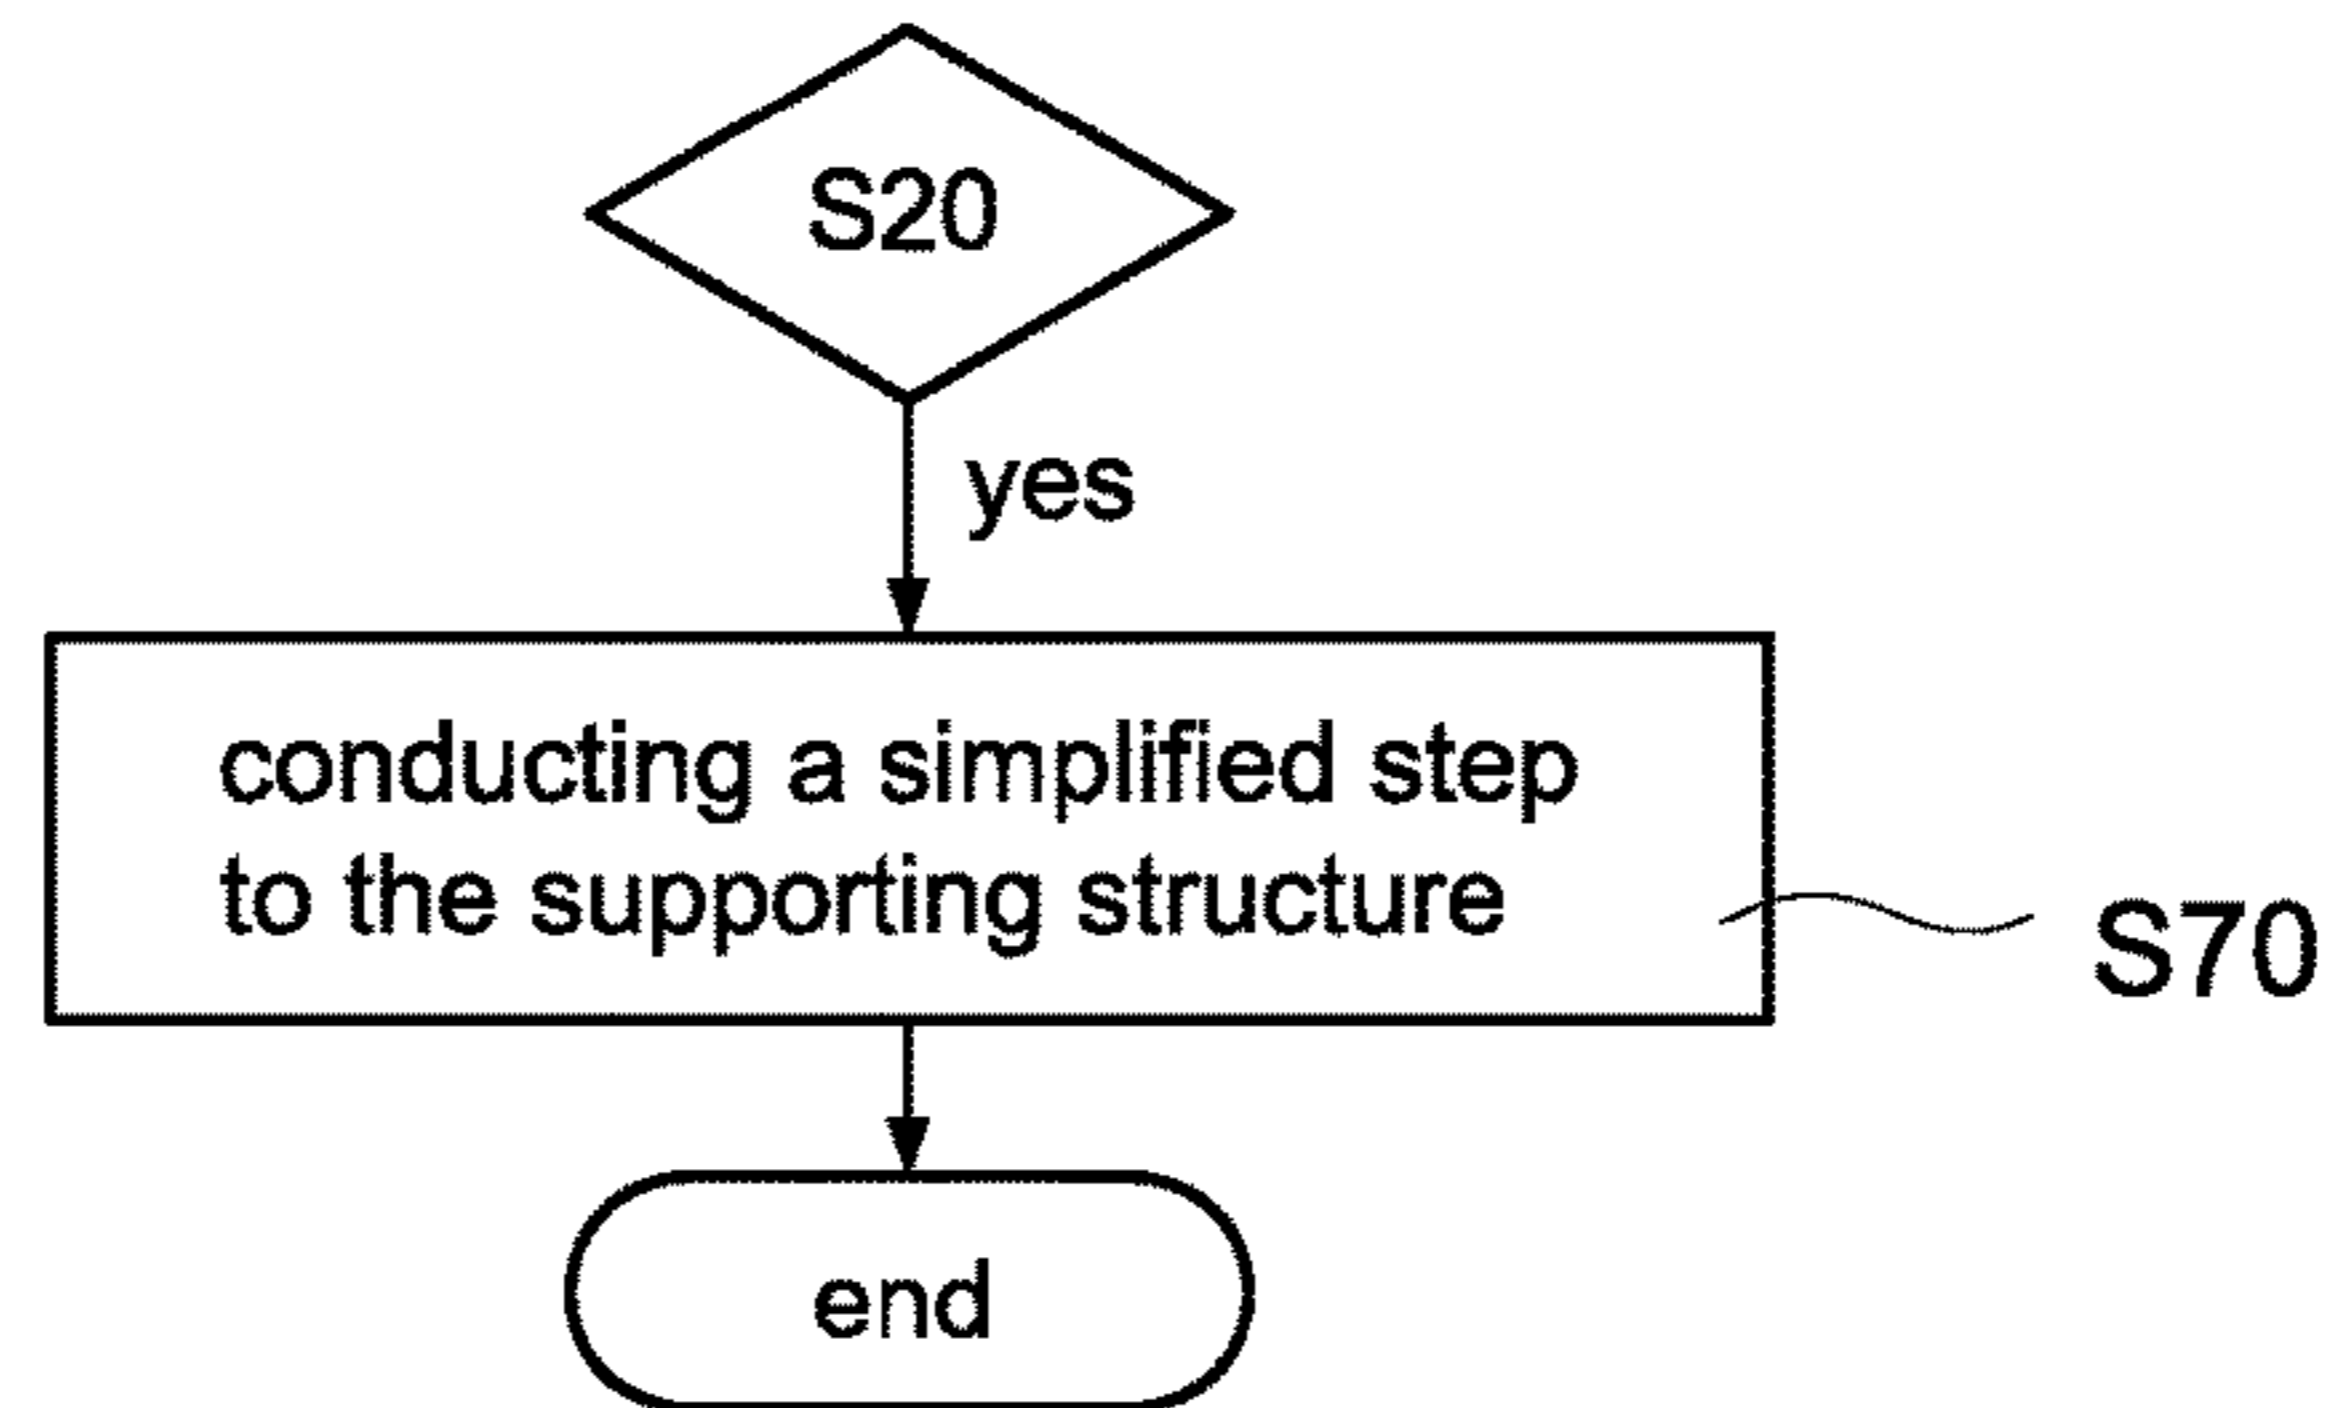 S20
yes
conducting a simplified step
to the supporting structure
S70
end